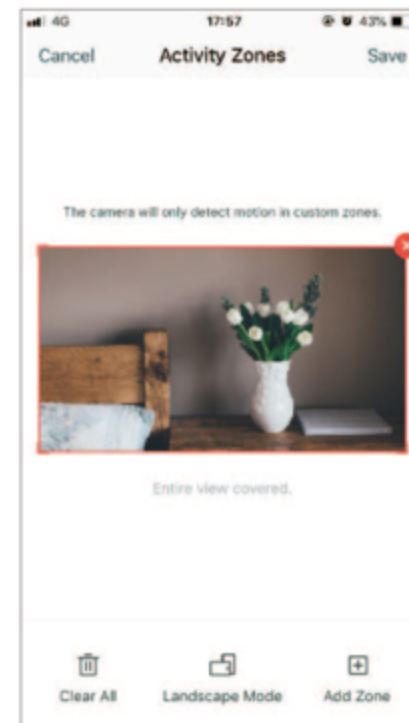 4G 17:57 43%
Cancel Activity Zones Save
The camera will only detect motion in custom zones.
Entire view covered.
Clear All Landscape Mode Add Zone